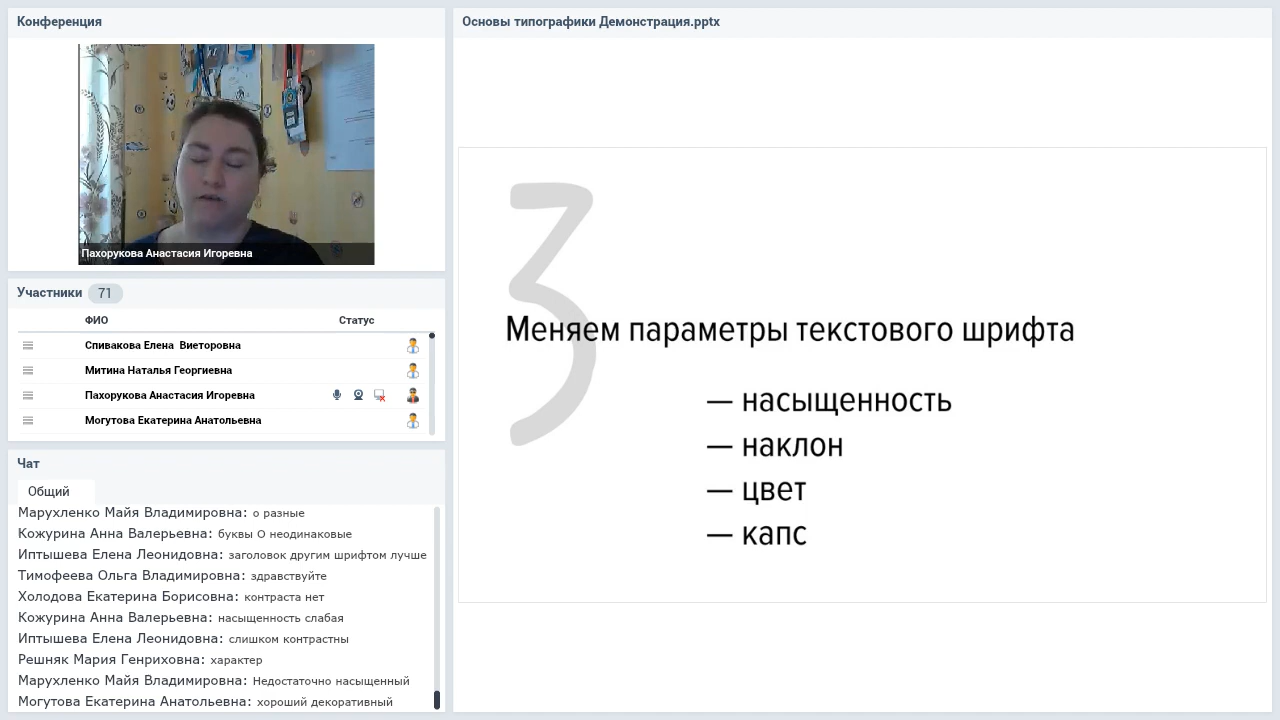 Конференция
Пахорукова Анастасия Игоревна
Участники 71
ФИО Статус
Спивакова Елена Виеторовна
Митина Наталья Георгиевна
Пахорукова Анастасия Игоревна
Могутова Екатерина Анатольевна
Чат
Общий
Марухленко Майя Владимировна: о разные
Кожурина Анна Валерьевна: буквы О неодинаковые
Иптышева Елена Леонидовна: заголовок другим шрифтом лучше
Тимофеева Ольга Владимировна: здравствуйте
Холодова Екатерина Борисовна: контраста нет
Кожурина Анна Валерьевна: насыщенность слабая
Иптышева Елена Леонидовна: слишком контрастны
Решняк Мария Генриховна: характер
Марухленко Майя Владимировна: Недостаточно насыщенный
Могутова Екатерина Анатольевна: хороший декоративный
Основы типографики Демонстрация.pptx
3
Меняем параметры текстового шрифта
— насыщенность
— наклон
— цвет
— капс